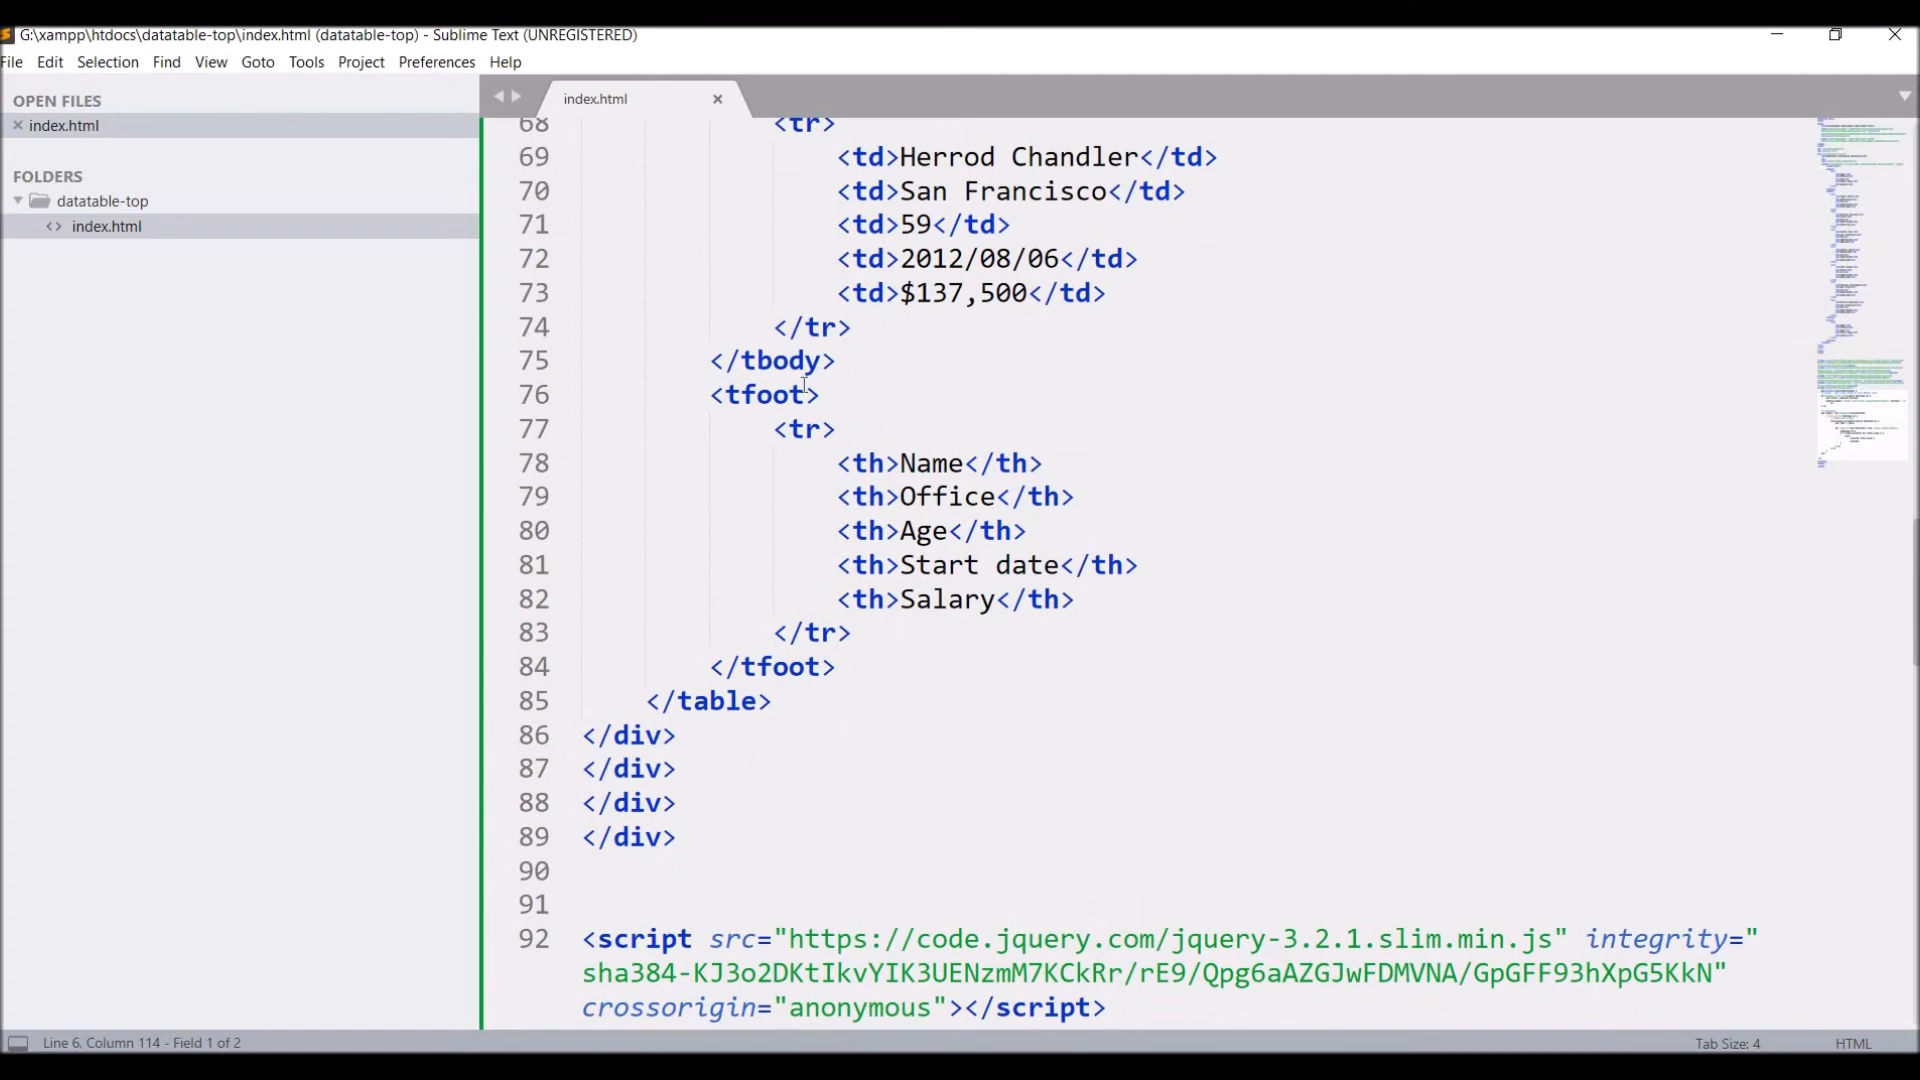 G:\xampp\htdocs\datatable-top\index.html (datatable-top) - Sublime Text (UNREGISTERED)
File Edit Selection Find View Goto Tools Project Preferences Help
OPEN FILES
index.html
FOLDERS
datatable-top
index.html
index.html
68 <tr>
69 <td>Herrod Chandler</td>
70 <td>San Francisco</td>
71 <td>59</td>
72 <td>2012/08/06</td>
73 <td>$137,500</td>
74 </tr>
75 </tbody>
76 <tfoot>
77 <tr>
78 <th>Name</th>
79 <th>Office</th>
80 <th>Age</th>
81 <th>Start date</th>
82 <th>Salary</th>
83 </tr>
84 </tfoot>
85 </table>
86 </div>
87 </div>
88 </div>
89 </div>
90
91
92 <script src="https://code.jquery.com/jquery-3.2.1.slim.min.js" integrity="
sha384-KJ3o2DKtIkvYIK3UENzmM7KCkRr/rE9/Qpg6aAZGJwFDMVNA/GpGFF93hXpG5KkN"
crossorigin="anonymous"></script>
Line 6, Column 114 - Field 1 of 2
Tab Size: 4
HTML